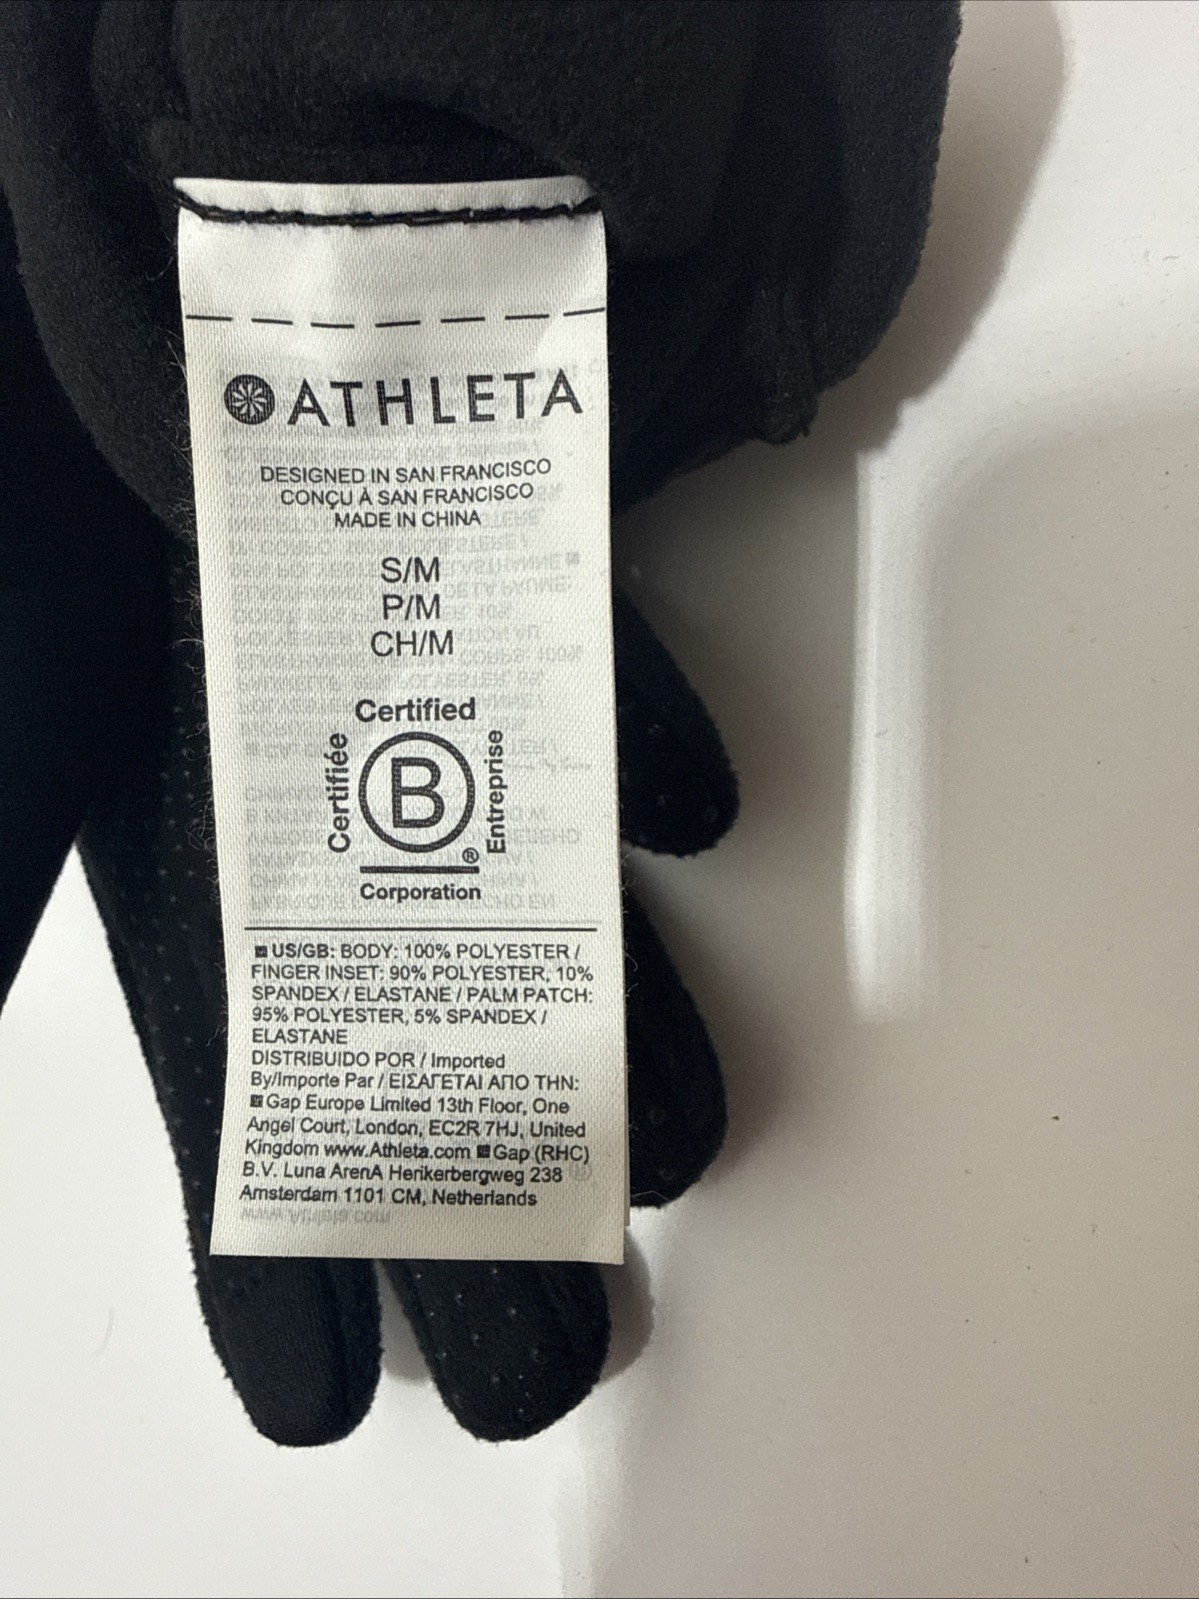 ATHLETA
DESIGNED IN SAN FRANCISCO
CONÇU À SAN FRANCISCO
MADE IN CHINA
S/M
P/M
CH/M
Certified
Certifiée
B
Entreprise
®
Corporation
US/GB: BODY: 100% POLYESTER /
FINGER INSET: 90% POLYESTER, 10%
SPANDEX / ELASTANE / PALM PATCH:
95% POLYESTER, 5% SPANDEX /
ELASTANE
DISTRIBUIDO POR / Imported
By/Importe Par / ΕΙΣΑΓΕΤΑΙ ΑΠΟ ΤΗΝ:
Gap Europe Limited 13th Floor, One
Angel Court, London, EC2R 7HJ, United
Kingdom www.Athleta.com Gap (RHC)
B.V. Luna ArenA Herikerbergweg 238
Amsterdam 1101 CM, Netherlands